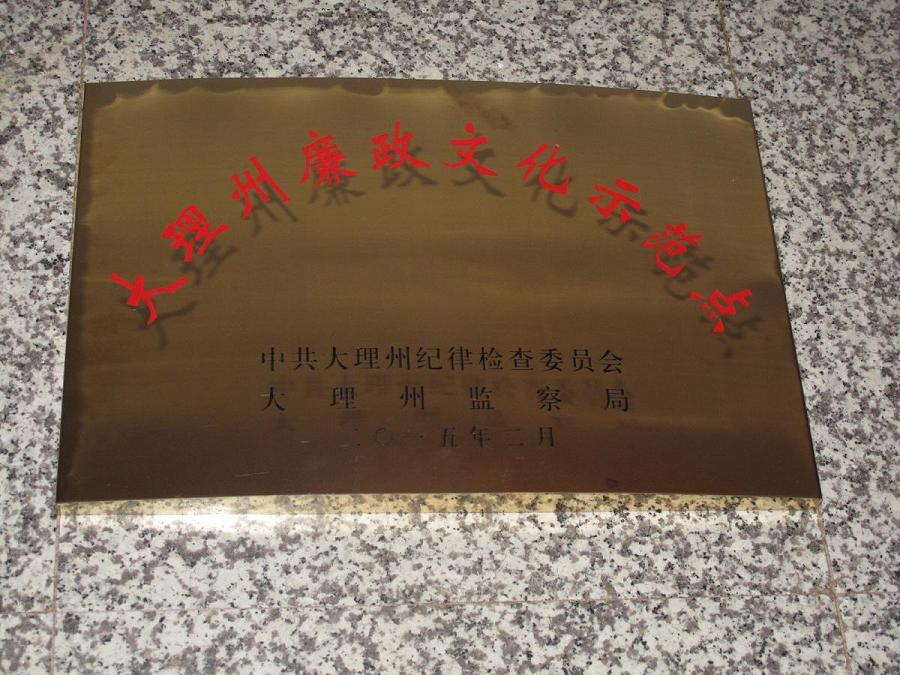 大理州廉政文化示范点
中共大理州纪律检查委员会
大理州监察局
二〇一五年二月